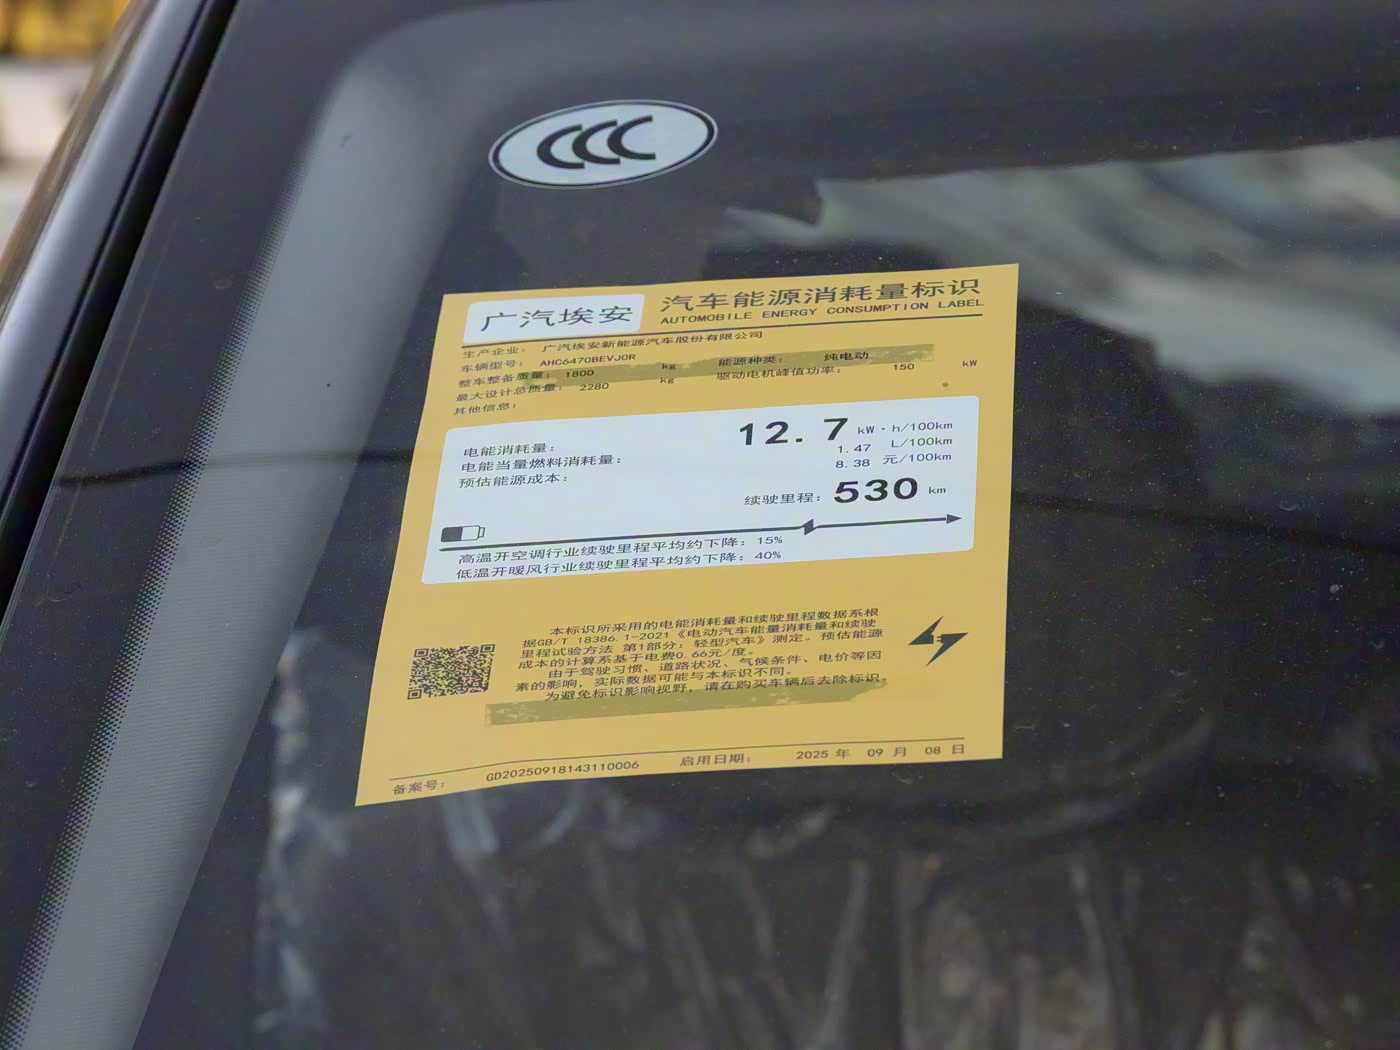 CCC
广汽埃安
汽车能源消耗量标识
AUTOMOBILE ENERGY CONSUMPTION LABEL
生产企业: 广汽埃安新能源汽车股份有限公司
车辆型号: AHC6470BEVJ0R 能源种类: 纯电动
整车整备质量: 1800 kg 驱动电机峰值功率: 150 kW
最大设计总质量: 2280 kg
其他信息:
电能消耗量: 12.7 kW·h/100km
电能当量燃料消耗量: 1.47 L/100km
预估能源成本: 8.38 元/100km
续驶里程: 530 km
高温开空调行业续驶里程平均约下降: 15%
低温开暖风行业续驶里程平均约下降: 40%
本标识所采用的电能消耗量和续驶里程数据系根
据GB/T 18386.1-2021《电动汽车能量消耗量和续驶
里程试验方法 第1部分: 轻型汽车》测定。预估能源
成本的计算系基于电费0.66元/度。
由于驾驶习惯、道路状况、气候条件、电价等因
素的影响, 实际数据可能与本标识不同。
为避免标识影响视野, 请在购买车辆后去除标识。
备案号: GD20250918143110006 启用日期: 2025 年 09 月 08 日